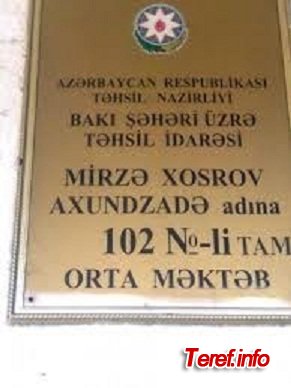 AZƏRBAYCAN RESPUBLİKASI
TƏHSİL NAZİRLİYİ
BAKI ŞƏHƏRİ ÜZRƏ
TƏHSİL İDARƏSİ
MİRZƏ XOSROV
AXUNDZADƏ adına
102 №-li TAM
ORTA MƏKTƏB
Teref.info